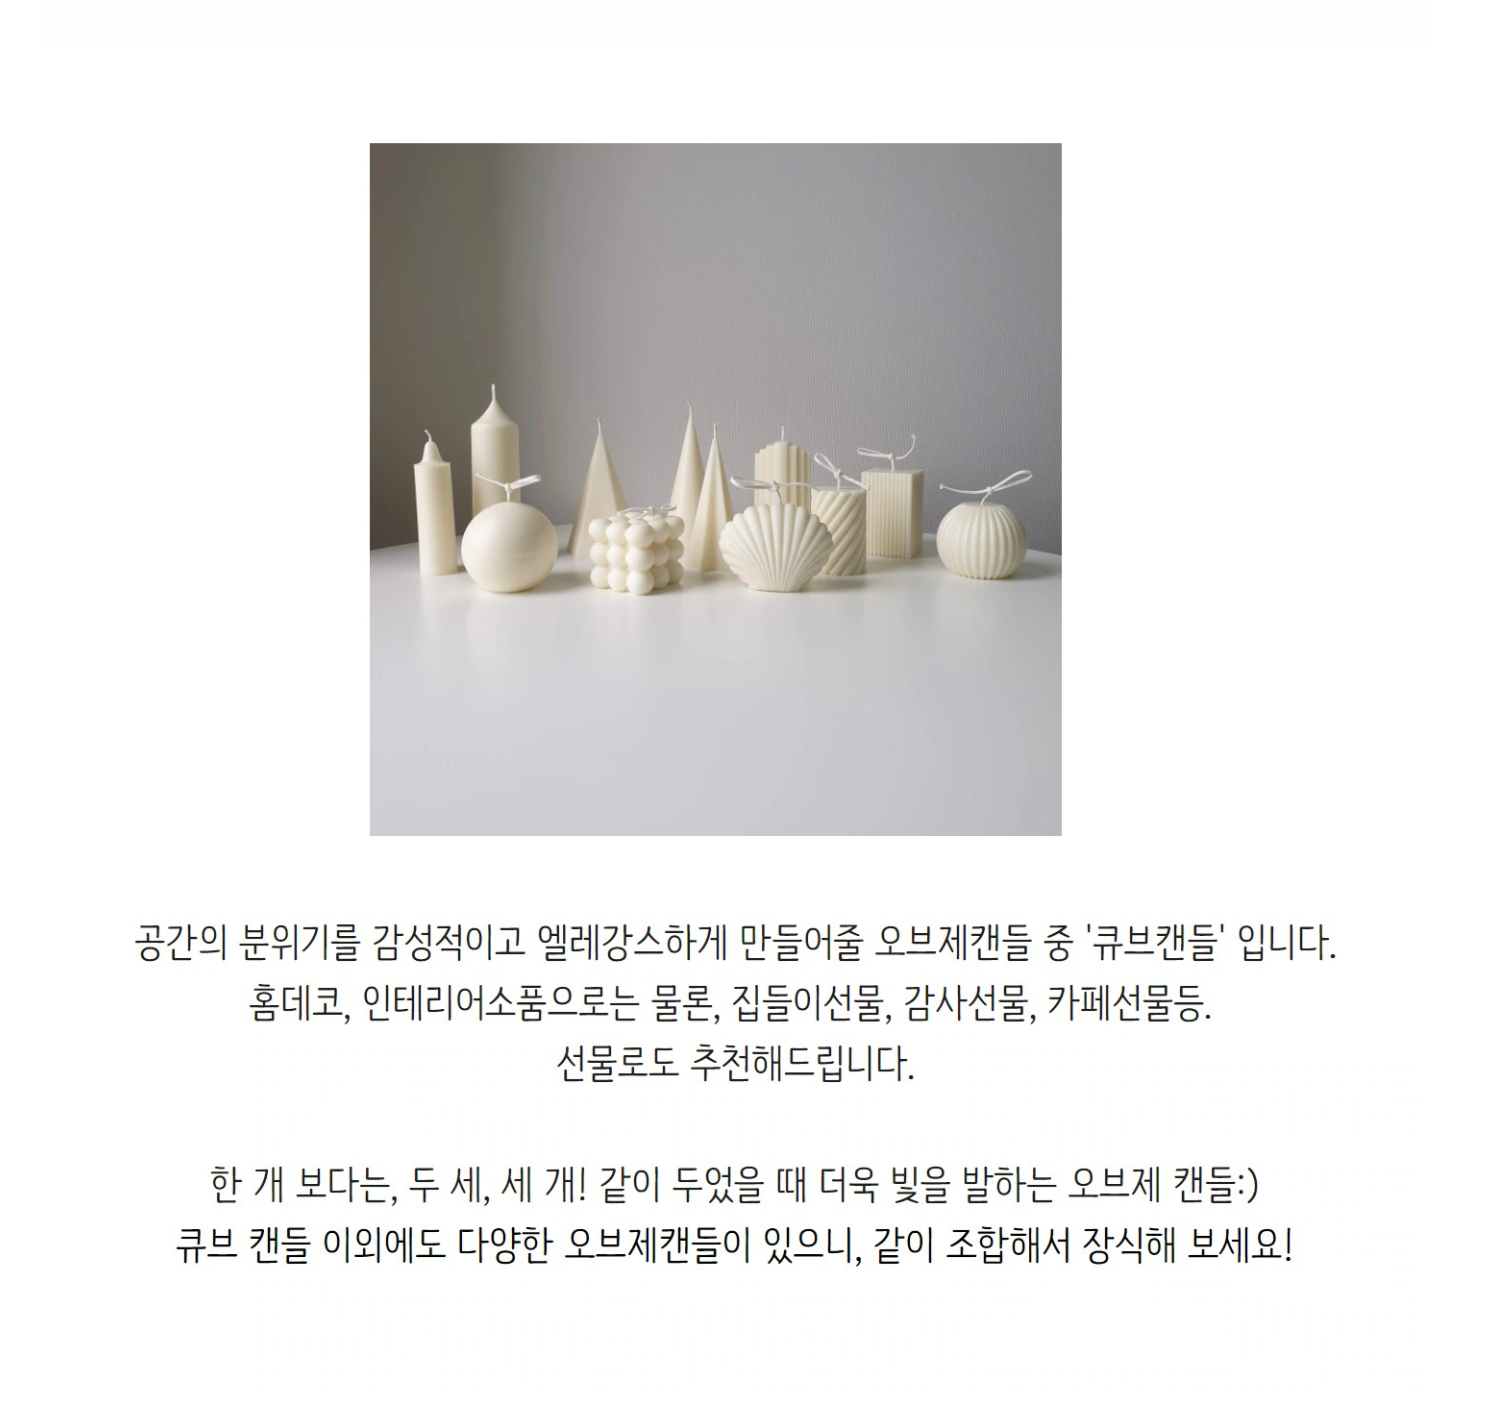 공간의 분위기를 감성적이고 엘레강스하게 만들어줄 오브제캔들 중 '큐브캔들' 입니다.
홈데코, 인테리어소품으로는 물론, 집들이선물, 감사선물, 카페선물등.
선물로도 추천해드립니다.
한 개 보다는, 두 세, 세 개! 같이 두었을 때 더욱 빛을 발하는 오브제 캔들:)
큐브 캔들 이외에도 다양한 오브제캔들이 있으니, 같이 조합해서 장식해 보세요!